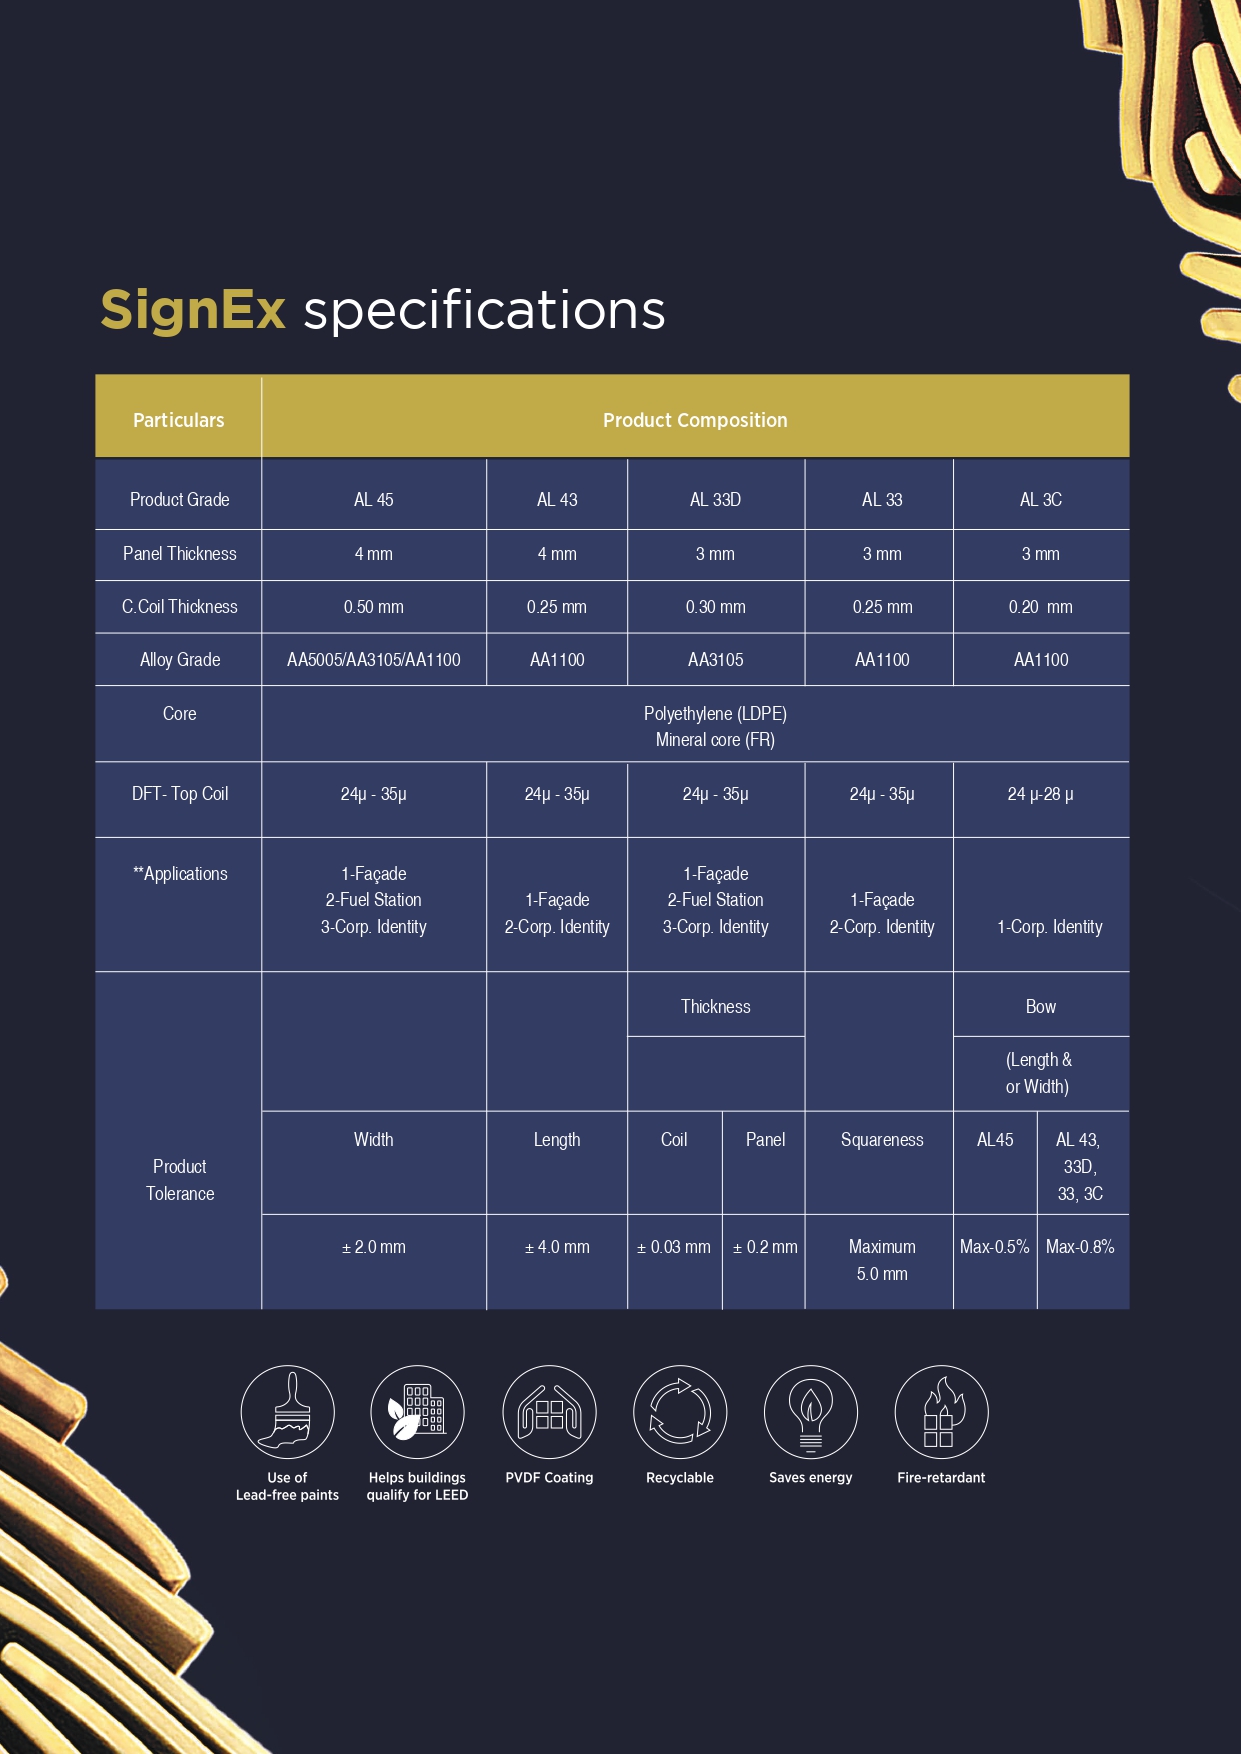 SignEx specifications
Particulars Product Composition
Product Grade AL 45 AL 43 AL 33D AL 33 AL 3C
Panel Thickness 4 mm 4 mm 3 mm 3 mm 3 mm
C.Coil Thickness 0.50 mm 0.25 mm 0.30 mm 0.25 mm 0.20 mm
Alloy Grade AA5005/AA3105/AA1100 AA1100 AA3105 AA1100 AA1100
Core Polyethylene (LDPE)
Mineral core (FR)
DFT- Top Coil 24µ - 35µ 24µ - 35µ 24µ - 35µ 24µ - 35µ 24 µ-28 µ
**Applications 1-Façade 1-Façade
2-Fuel Station 1-Façade 2-Fuel Station 1-Façade
3-Corp. Identity 2-Corp. Identity 3-Corp. Identity 2-Corp. Identity 1-Corp. Identity
Thickness Bow
(Length &
or Width)
Width Length Coil Panel Squareness AL45 AL 43,
Product 33D,
Tolerance 33, 3C
± 2.0 mm ± 4.0 mm ± 0.03 mm ± 0.2 mm Maximum Max-0.5% Max-0.8%
5.0 mm
Use of Helps buildings PVDF Coating Recyclable Saves energy Fire-retardant
Lead-free paints qualify for LEED